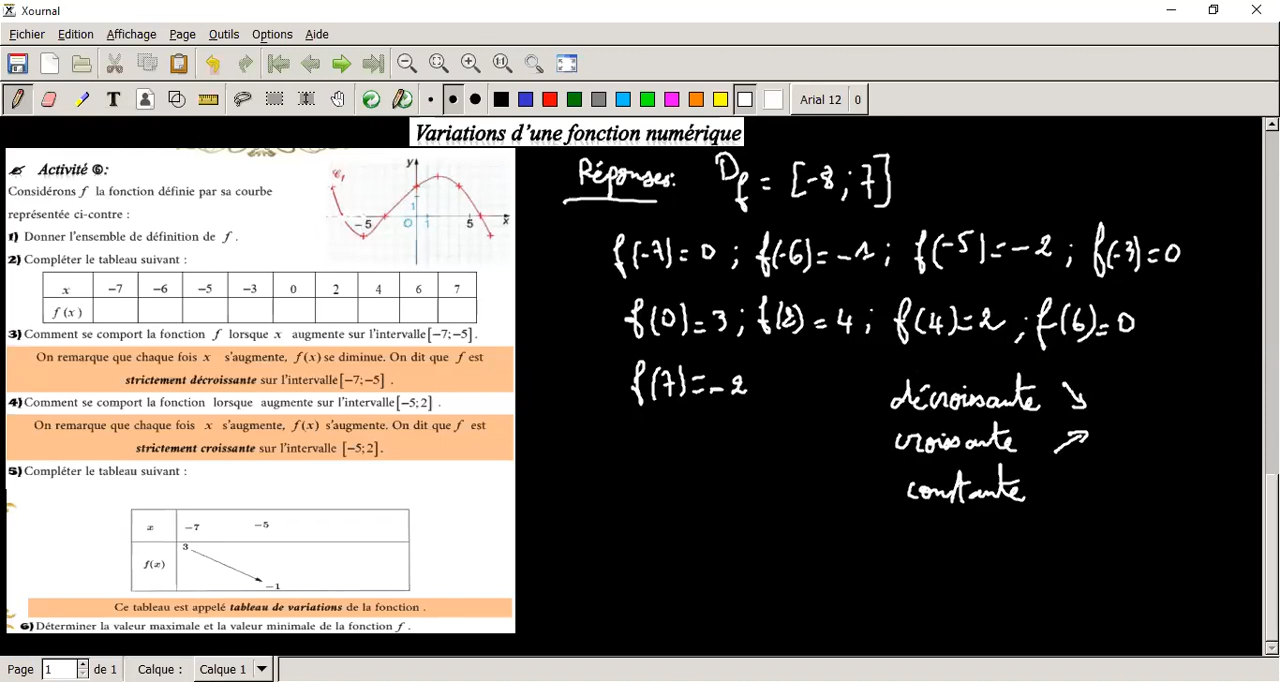 Xournal
Fichier Edition Affichage Page Outils Options Aide
Arial 12 0
Variations d'une fonction numérique
Activité ⑥:
Considérons f la fonction définie par sa courbe
représentée ci-contre :
1) Donner l'ensemble de définition de f .
2) Compléter le tableau suivant :
x −7 −6 −5 −3 0 2 4 6 7
f(x)
3) Comment se comport la fonction f lorsque x augmente sur l'intervalle [−7;−5] .
On remarque que chaque fois x s'augmente, f(x) se diminue. On dit que f est
strictement décroissante sur l'intervalle [−7;−5] .
4) Comment se comport la fonction lorsque augmente sur l'intervalle [−5;2] .
On remarque que chaque fois x s'augmente, f(x) s'augmente. On dit que f est
strictement croissante sur l'intervalle [−5;2].
5) Compléter le tableau suivant :
x −7 −5
3
f(x)
−1
Ce tableau est appelé tableau de variations de la fonction .
6) Déterminer la valeur maximale et la valeur minimale de la fonction f .
y
𝒞f
1
−5 0 1 5 x
Réponses: Df = [-8 ; 7]
f(-7)=0 ; f(-6)=-1 ; f(-5)=-2 ; f(-3)=0
f(0)=3 ; f(2)=4 ; f(4)=2 ; f(6)=0
f(7)=-2
décroissante ↘
croissante ↗
constante
Page 1 de 1 Calque : Calque 1